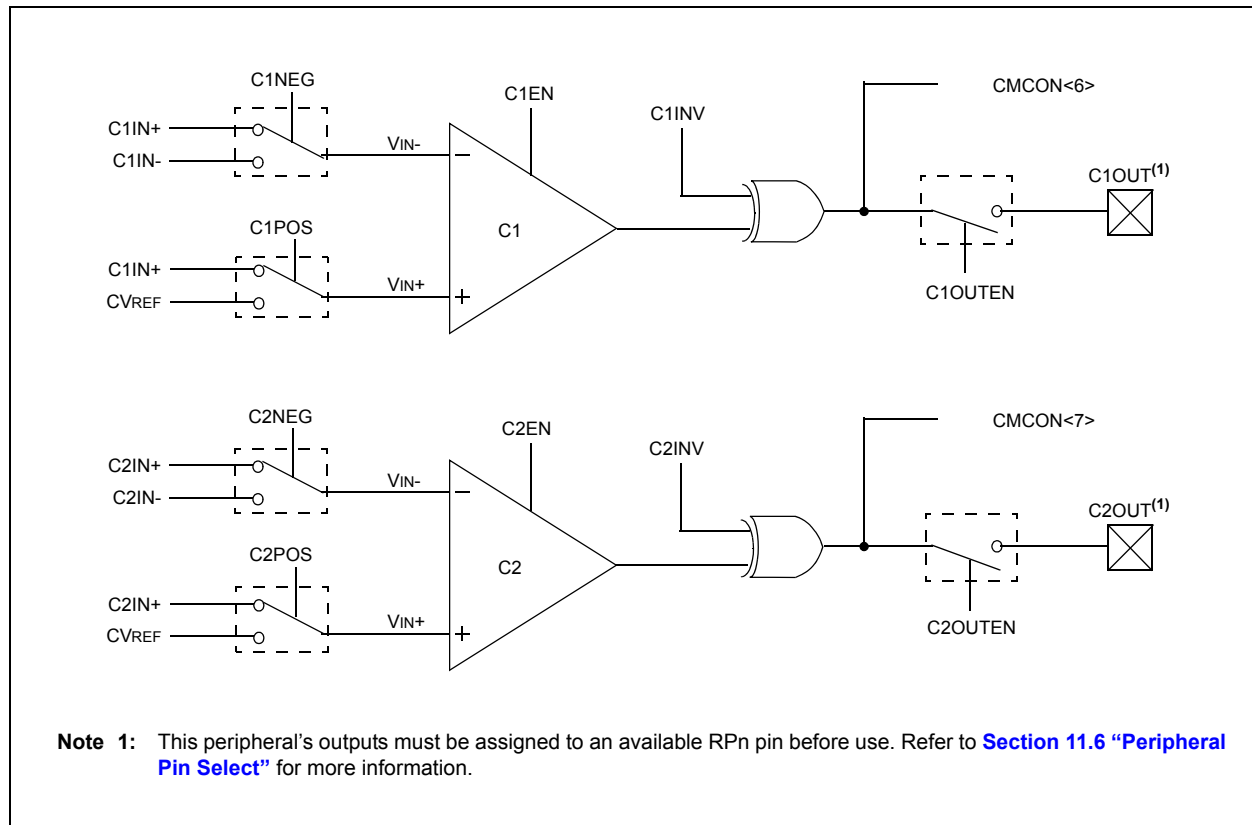 C1NEG
C1EN
C1INV
CMCON<6>
C1IN+
C1IN-
VIN-
C1OUT(1)
C1POS
C1
C1IN+
CVREF
VIN+
C1OUTEN
C2NEG
C2EN
C2INV
CMCON<7>
C2IN+
C2IN-
VIN-
C2OUT(1)
C2POS
C2
C2IN+
CVREF
VIN+
C2OUTEN
Note 1: This peripheral's outputs must be assigned to an available RPn pin before use. Refer to Section 11.6 “Peripheral
Pin Select” for more information.